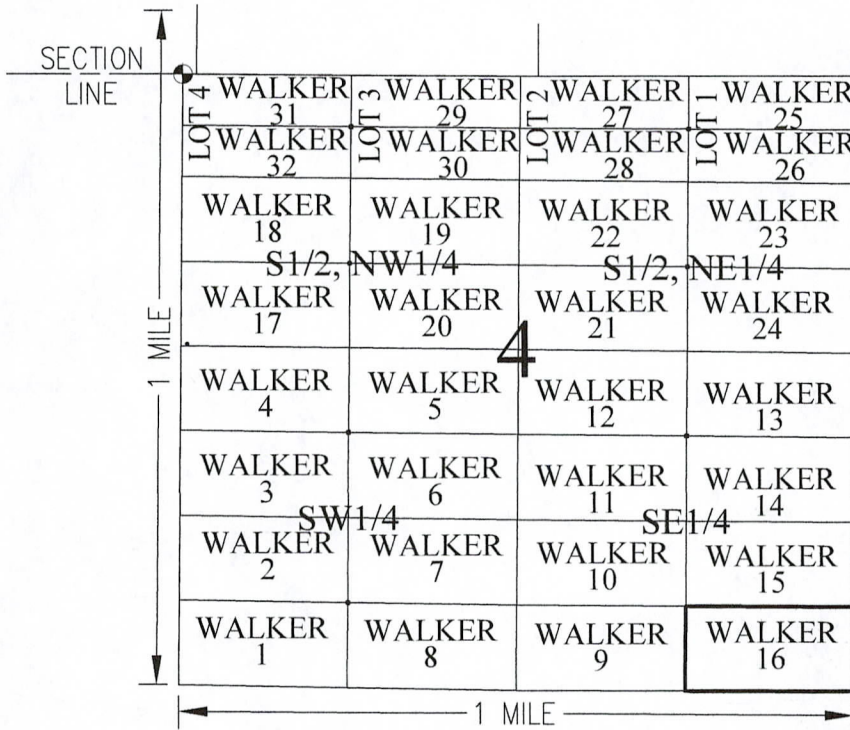 SECTION
LINE
1 MILE
LOT 4
WALKER
31
LOT 3
WALKER
29
LOT 2
WALKER
27
LOT 1
WALKER
25
WALKER
32
WALKER
30
WALKER
28
WALKER
26
WALKER
18
WALKER
19
WALKER
22
WALKER
23
S1/2, NW1/4
S1/2, NE1/4
WALKER
17
WALKER
20
WALKER
21
WALKER
24
4
WALKER
4
WALKER
5
WALKER
12
WALKER
13
WALKER
3
WALKER
6
WALKER
11
WALKER
14
SW1/4
SE1/4
WALKER
2
WALKER
7
WALKER
10
WALKER
15
WALKER
1
WALKER
8
WALKER
9
WALKER
16
1 MILE